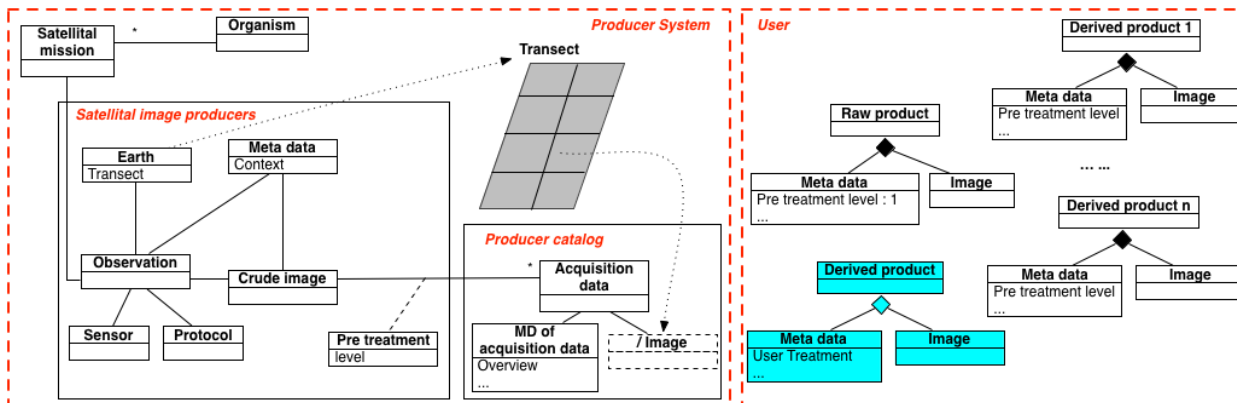 Satellital
mission
*
Organism
Producer System
Transect
Satellital image producers
Earth
Transect
Meta data
Context
Observation
Crude image
Sensor
Protocol
Pre treatment
level
Producer catalog
*
Acquisition
data
MD of
acquisition data
Overview
...
/ Image
User
Derived product 1
Meta data
Pre treatment level
...
Image
Raw product
Meta data
Pre treatment level : 1
...
Image
... ...
Derived product n
Meta data
Pre treatment level
...
Image
Derived product
Meta data
User Treatment
...
Image